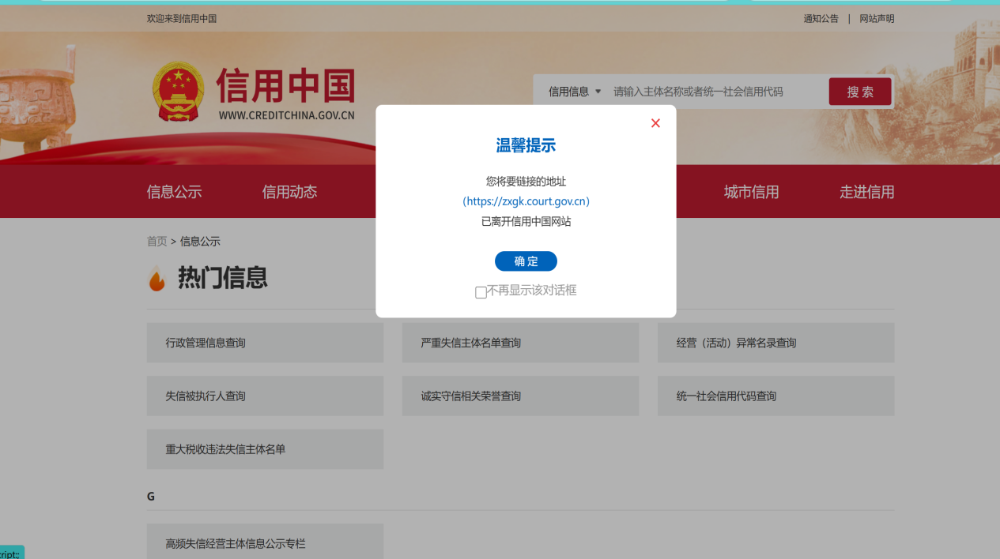 欢迎来到信用中国
通知公告 | 网站声明
信用中国
WWW.CREDITCHINA.GOV.CN
信用信息 请输入主体名称或者统一社会信用代码 搜索
信息公示 信用动态 城市信用 走进信用
温馨提示
您将要链接的地址
(https://zxgk.court.gov.cn)
已离开信用中国网站
确定
不再显示该对话框
首页 > 信息公示
热门信息
行政管理信息查询 严重失信主体名单查询 经营（活动）异常名录查询
失信被执行人查询 诚实守信相关荣誉查询 统一社会信用代码查询
重大税收违法失信主体名单
G
高频失信经营主体信息公示专栏